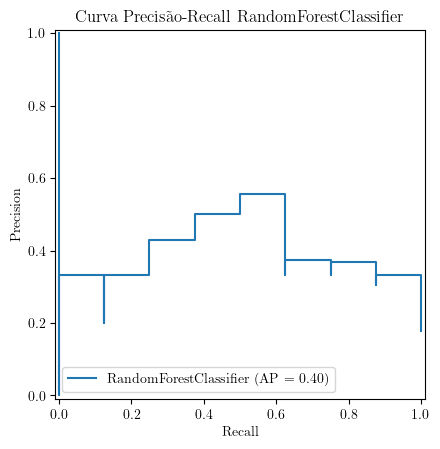 Curva Precisão-Recall RandomForestClassifier
1.0
0.8
0.6
0.4
0.2
0.0
Precision
RandomForestClassifier (AP = 0.40)
0.0 0.2 0.4 0.6 0.8 1.0
Recall